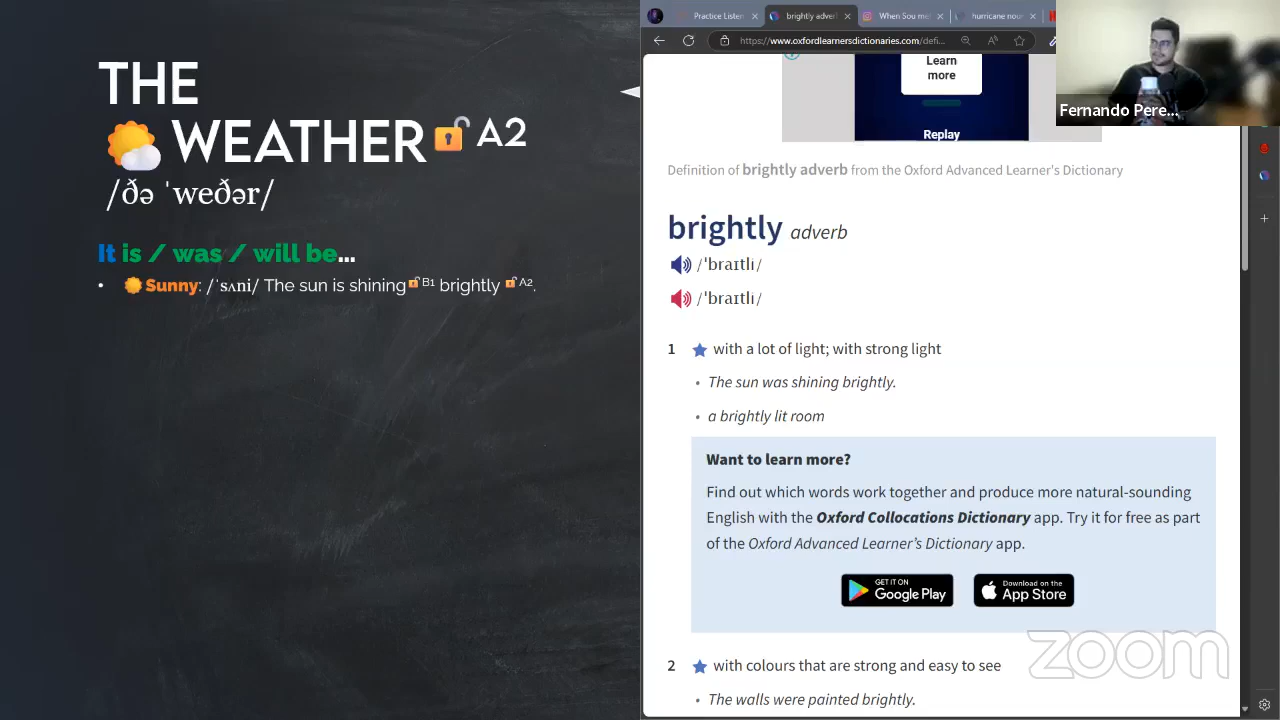 THE
WEATHER A2
/ðə ˈweðər/
It is / was / will be...
• Sunny: /ˈsʌni/ The sun is shining B1 brightly A2.
Practice Listen
brightly adverb
When Sou me
hurricane nou
https://www.oxfordlearnersdictionaries.com/defi...
Learn
more
Replay
Fernando Pere...
Definition of brightly adverb from the Oxford Advanced Learner's Dictionary
brightly adverb
/ˈbraɪtli/
/ˈbraɪtli/
1 with a lot of light; with strong light
• The sun was shining brightly.
• a brightly lit room
Want to learn more?
Find out which words work together and produce more natural-sounding
English with the Oxford Collocations Dictionary app. Try it for free as part
of the Oxford Advanced Learner's Dictionary app.
GET IT ON
Google Play
Download on the
App Store
zoom
2 with colours that are strong and easy to see
• The walls were painted brightly.